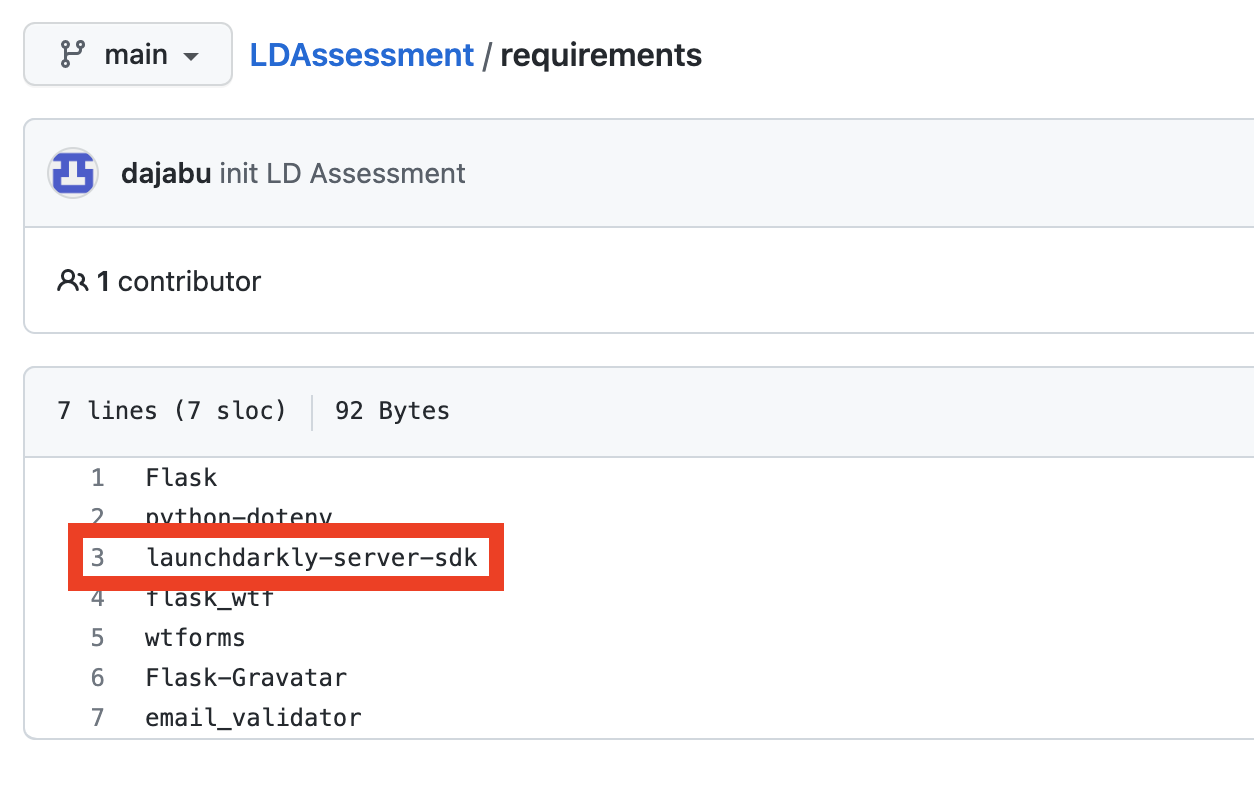 main
LDAssessment / requirements
dajabu init LD Assessment
1 contributor
7 lines (7 sloc) 92 Bytes
1 Flask
2 python-dotenv
3 launchdarkly-server-sdk
4 flask_wtf
5 wtforms
6 Flask-Gravatar
7 email_validator